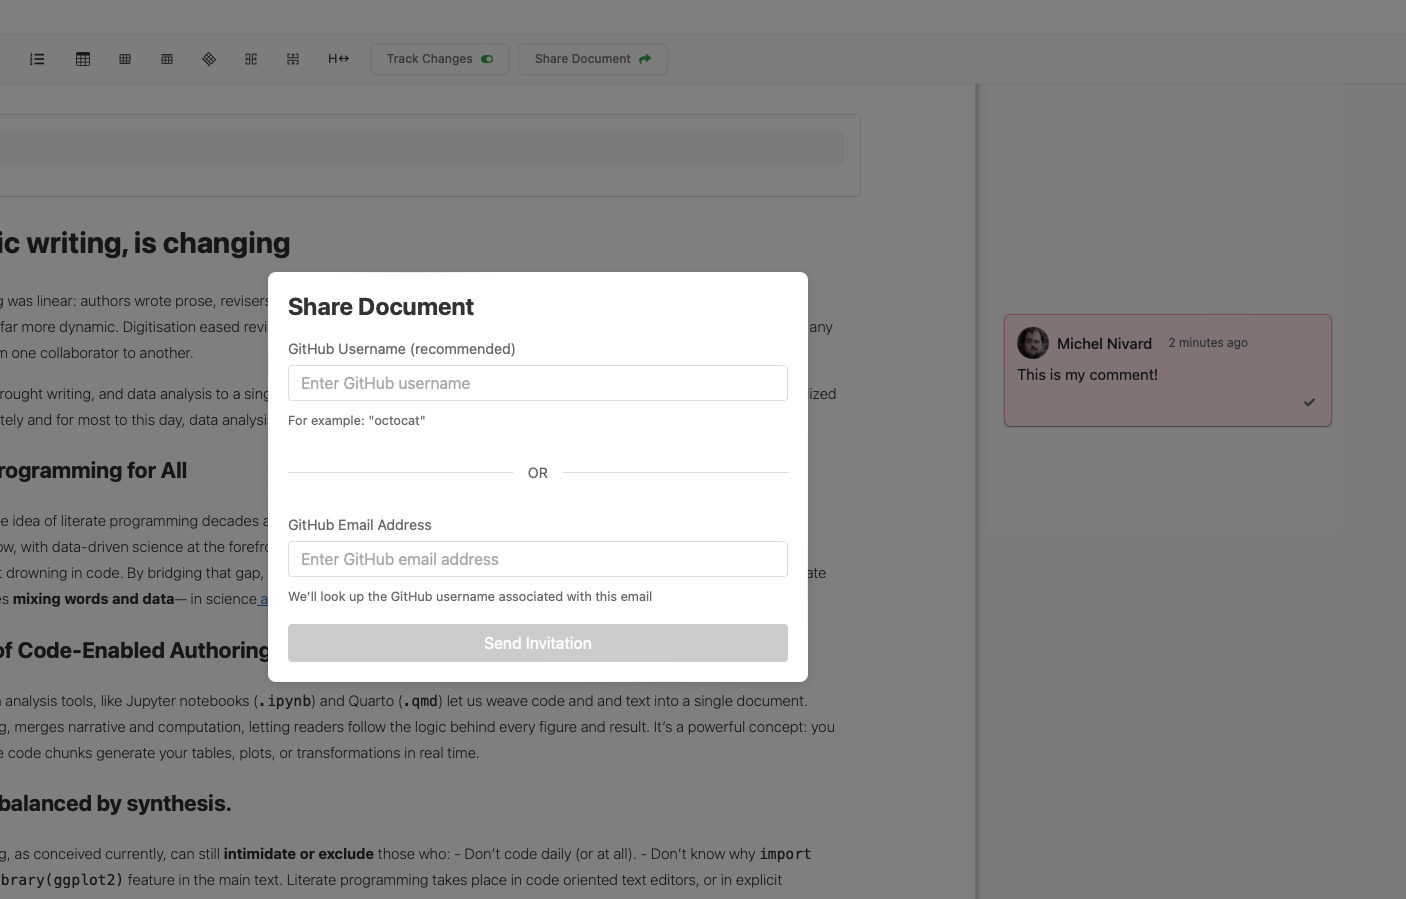 H↔
Track Changes
Share Document
ic writing, is changing
was linear: authors wrote prose, revisers
far more dynamic. Digitisation eased revi
any
m one collaborator to another.
rought writing, and data analysis to a sing
ized
tely and for most to this day, data analysis
rogramming for All
e idea of literate programming decades a
ow, with data-driven science at the forefro
t drowning in code. By bridging that gap,
ate
es mixing words and data— in science a
of Code-Enabled Authoring
analysis tools, like Jupyter notebooks (.ipynb) and Quarto (.qmd) let us weave code and and text into a single document.
g, merges narrative and computation, letting readers follow the logic behind every figure and result. It’s a powerful concept: you
e code chunks generate your tables, plots, or transformations in real time.
balanced by synthesis.
g, as conceived currently, can still intimidate or exclude those who: - Don’t code daily (or at all). - Don’t know why import
brary(ggplot2) feature in the main text. Literate programming takes place in code oriented text editors, or in explicit
Share Document
GitHub Username (recommended)
Enter GitHub username
For example: "octocat"
OR
GitHub Email Address
Enter GitHub email address
We'll look up the GitHub username associated with this email
Send Invitation
Michel Nivard 2 minutes ago
This is my comment!